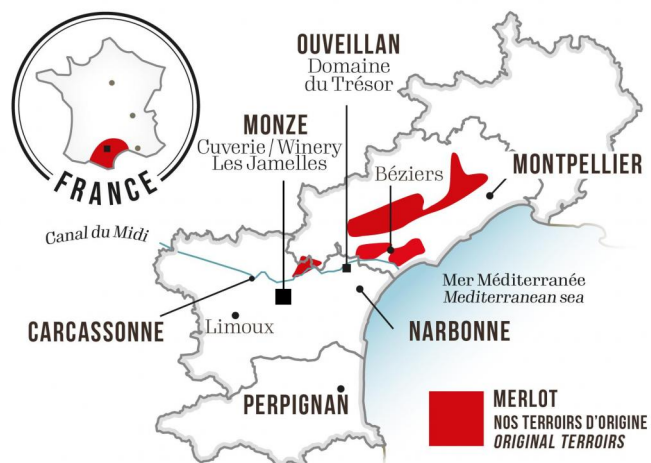 OUVEILLAN
Domaine
du Trésor
MONZE
Cuverie / Winery
Les Jamelles
FRANCE
Béziers
MONTPELLIER
Canal du Midi
Mer Méditerranée
Mediterranean sea
CARCASSONNE
Limoux
NARBONNE
PERPIGNAN
MERLOT
NOS TERROIRS D'ORIGINE
ORIGINAL TERROIRS